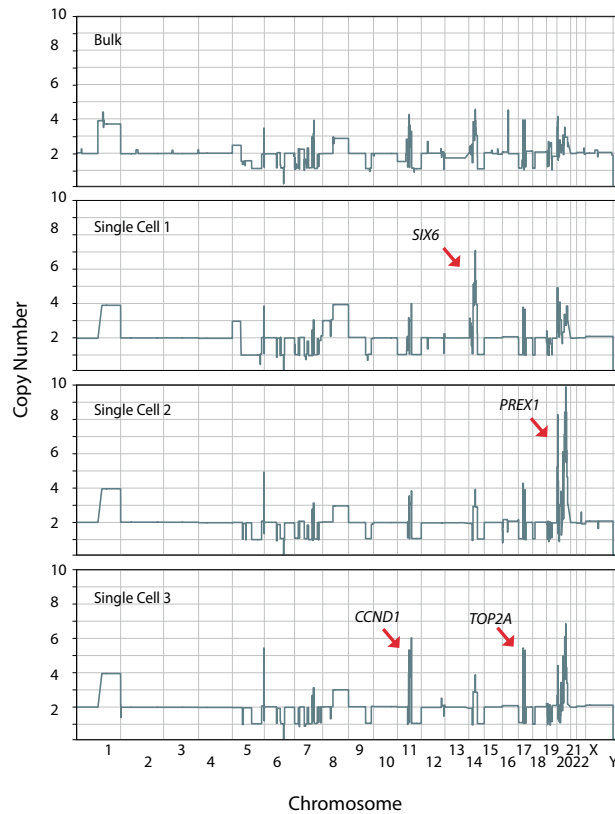 Copy Number
10
8
6
4
2
Bulk
10
8
6
4
2
Single Cell 1
SIX6
10
8
6
4
2
Single Cell 2
PREX1
10
8
6
4
2
Single Cell 3
CCND1
TOP2A
1 3 5 7 9 11 13 15 17 19 21 X
2 4 6 8 10 12 14 16 18 20 22 Y
Chromosome